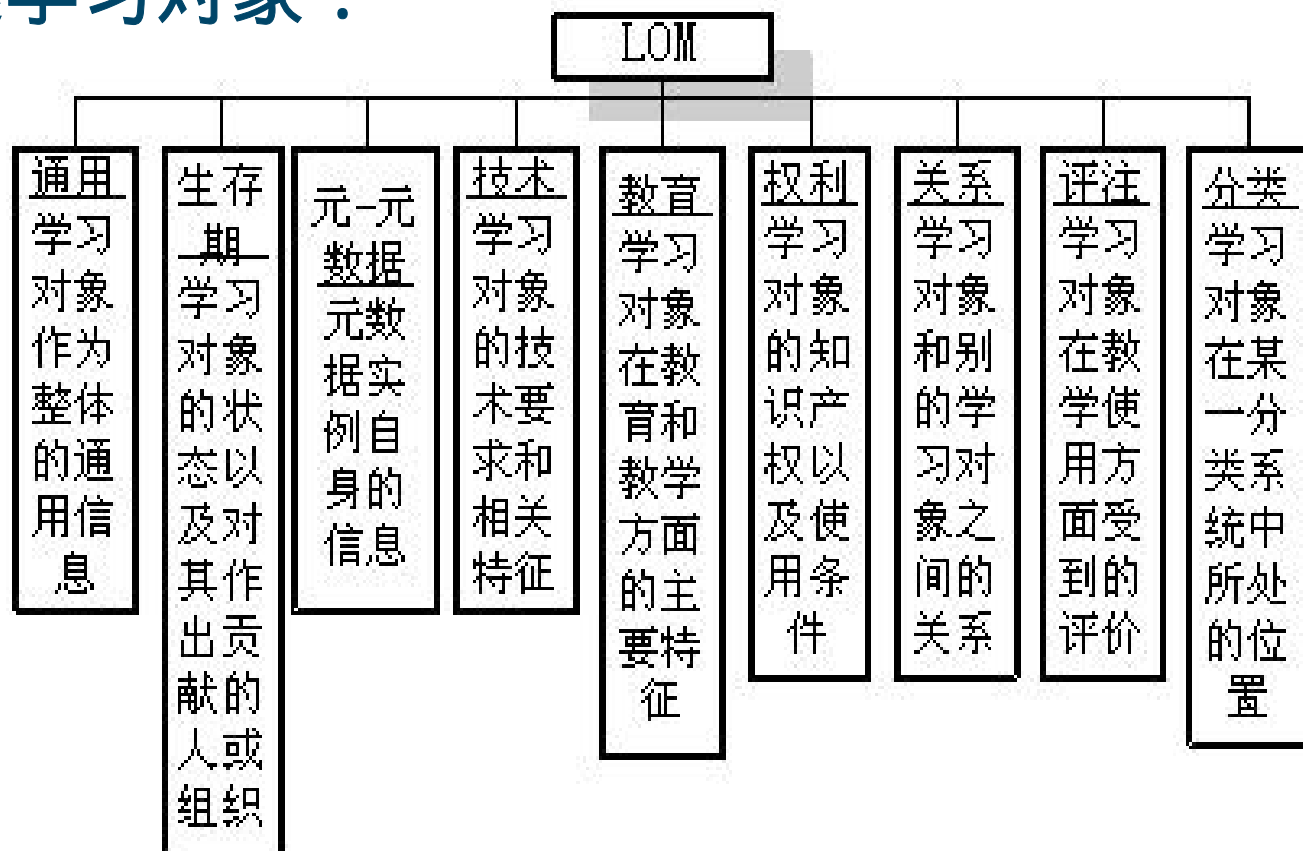 学习对象：
LOM
通用
学习
对象
作为
整体
的通
用信
息
生存
期
学习
对象
的状
态以
及对
其作
出贡
献的
人或
组织
元-元
数据
元数
据实
例自
身的
信息
技术
学习
对象
的技
术要
求和
相关
特征
教育
学习
对象
在教
育和
教学
方面
的主
要特
征
权利
学习
对象
的知
识产
权以
及使
用条
件
关系
学习
对象
和别
的学
习对
象之
间的
关系
评注
学习
对象
在教
学使
用方
面受
到的
评价
分类
学习
对象
在某
一分
类系
统中
所处
的位
置